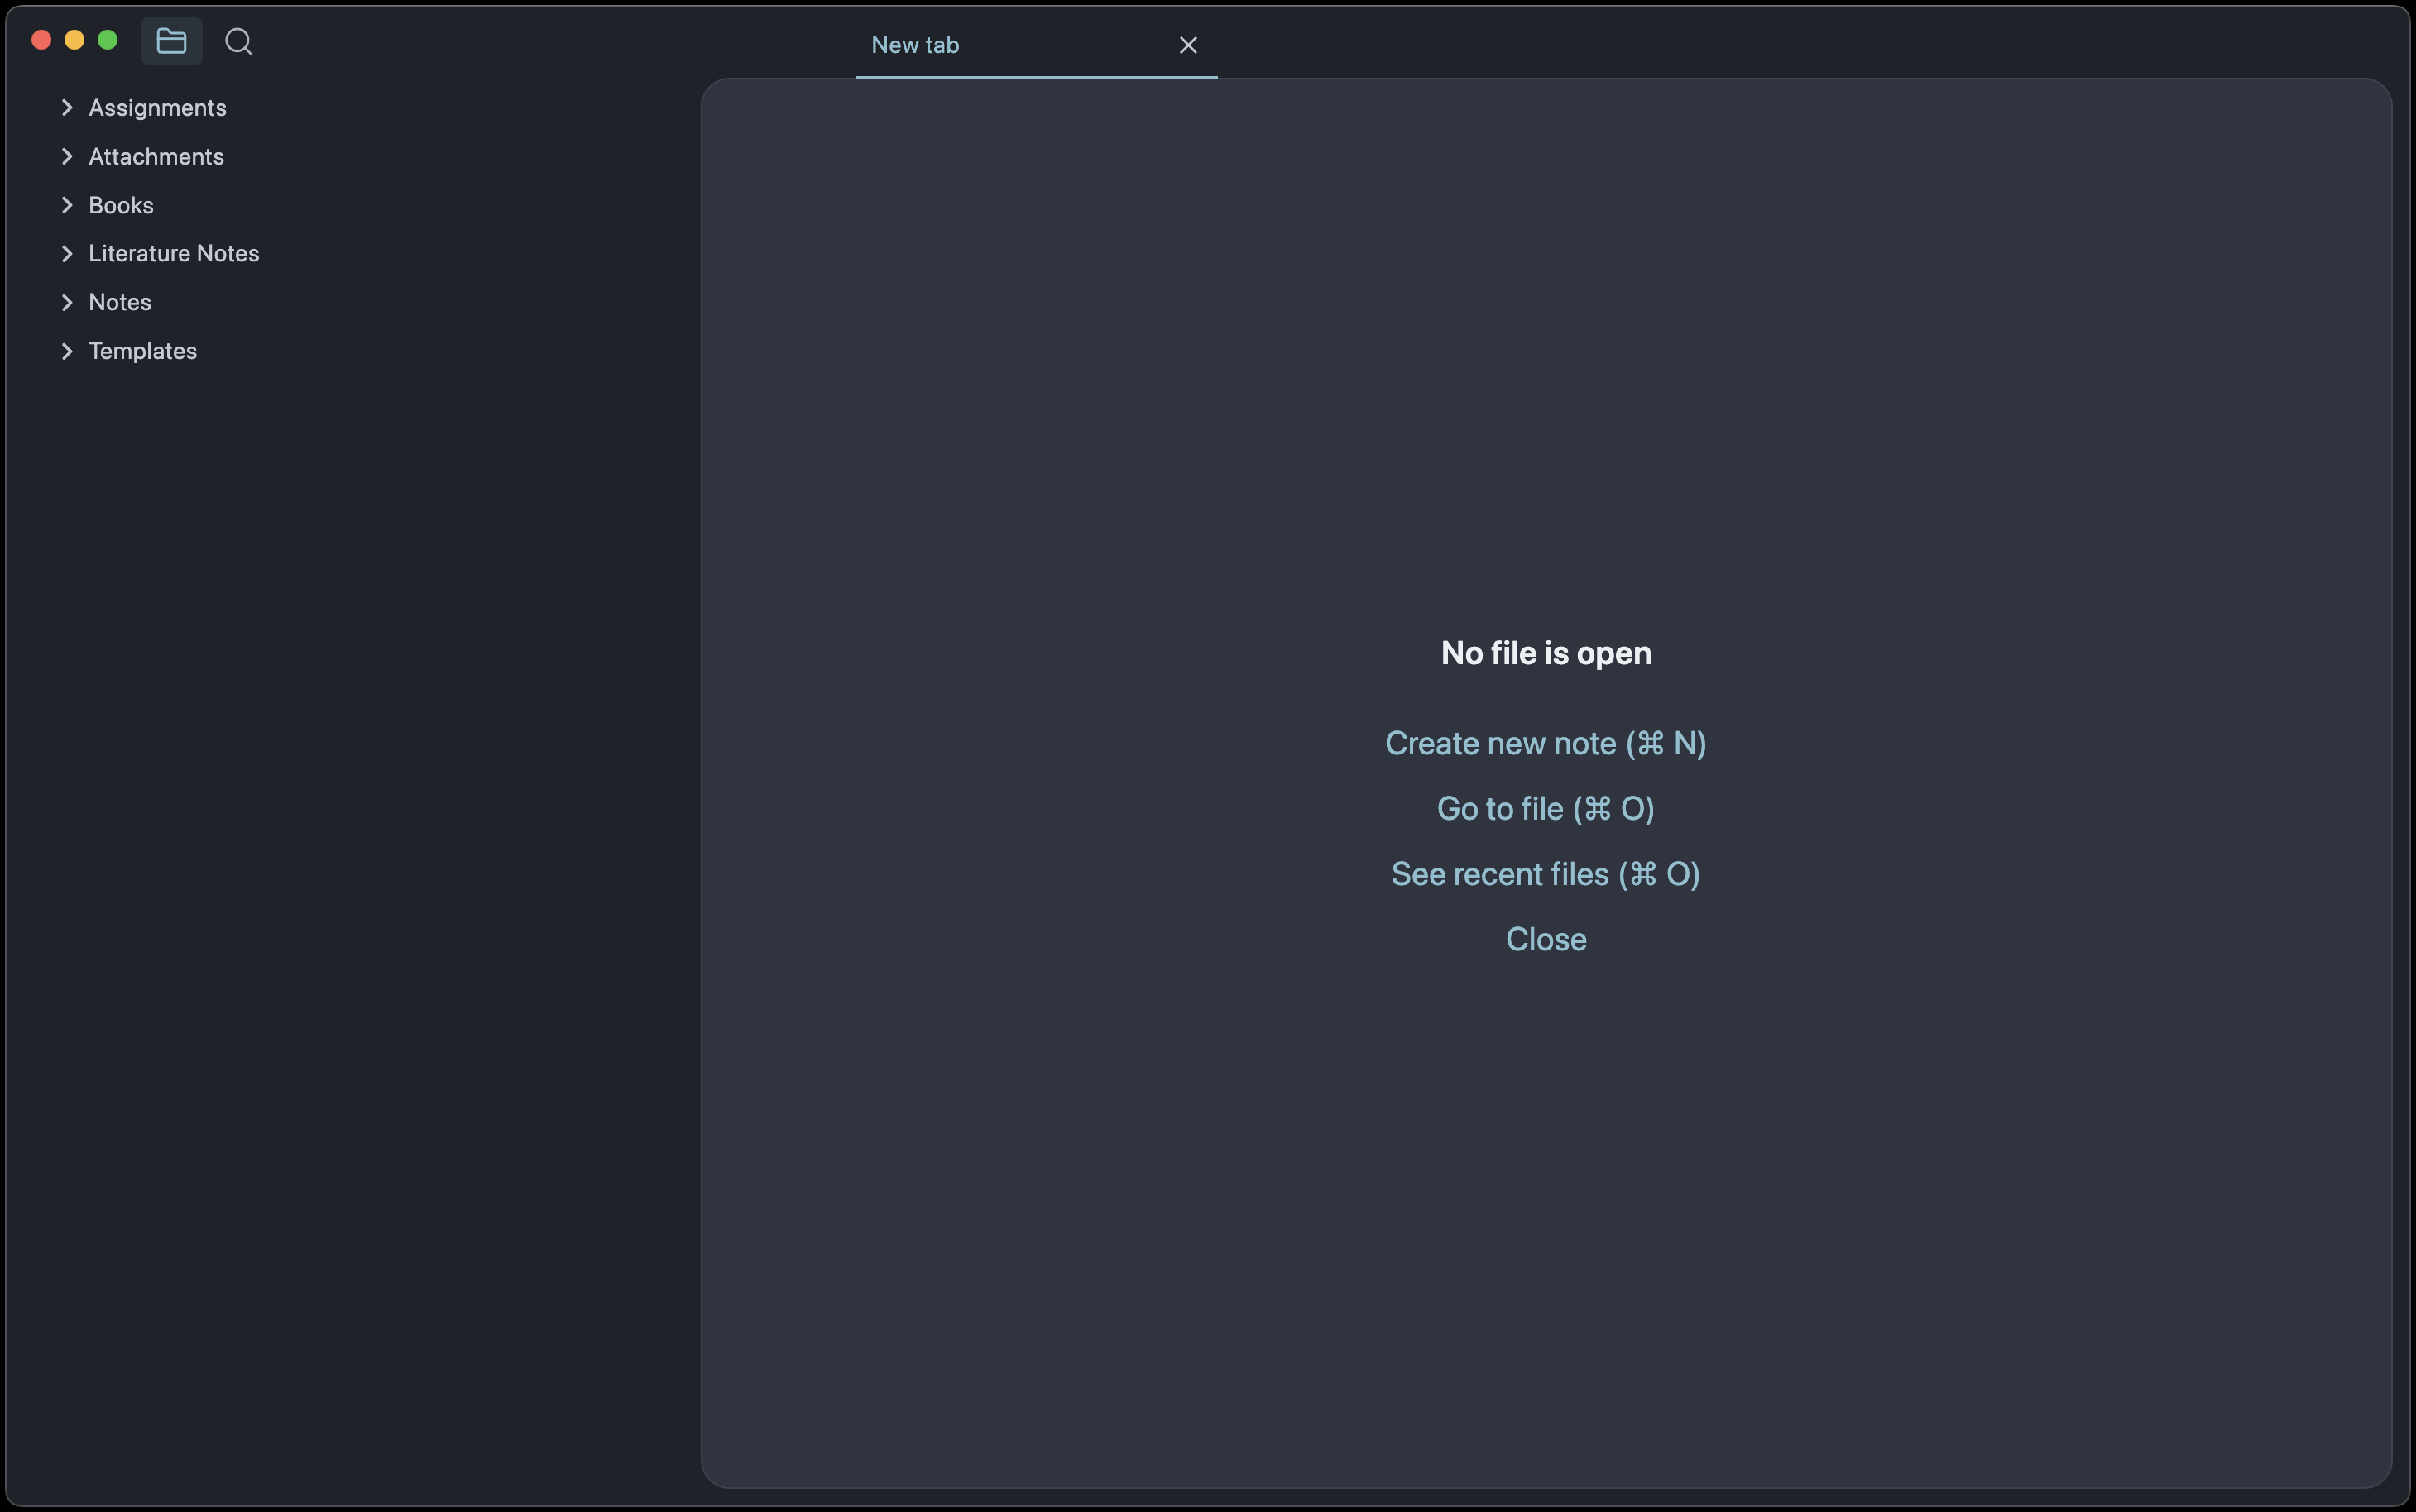 New tab
Assignments
Attachments
Books
Literature Notes
Notes
Templates
No file is open
Create new note (⌘ N)
Go to file (⌘ O)
See recent files (⌘ O)
Close